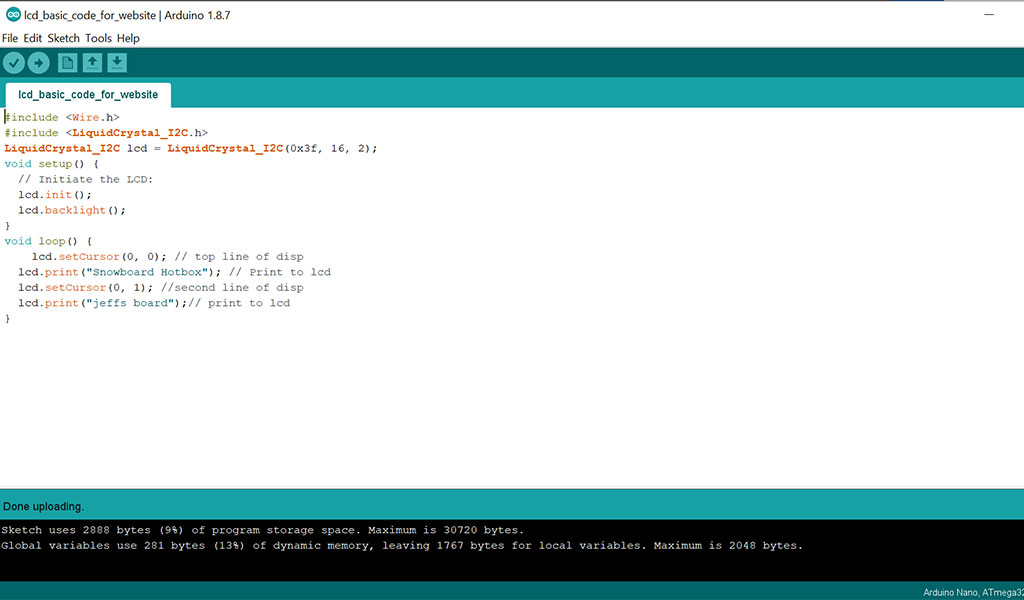 lcd_basic_code_for_website | Arduino 1.8.7
File Edit Sketch Tools Help
lcd_basic_code_for_website
#include <Wire.h>
#include <LiquidCrystal_I2C.h>
LiquidCrystal_I2C lcd = LiquidCrystal_I2C(0x3f, 16, 2);
void setup() {
  // Initiate the LCD:
  lcd.init();
  lcd.backlight();
}
void loop() {
    lcd.setCursor(0, 0); // top line of disp
  lcd.print("Snowboard Hotbox"); // Print to lcd
  lcd.setCursor(0, 1); //second line of disp
  lcd.print("jeffs board");// print to lcd
}
Done uploading.
Sketch uses 2888 bytes (9%) of program storage space. Maximum is 30720 bytes.
Global variables use 281 bytes (13%) of dynamic memory, leaving 1767 bytes for local variables. Maximum is 2048 bytes.
Arduino Nano, ATmega32